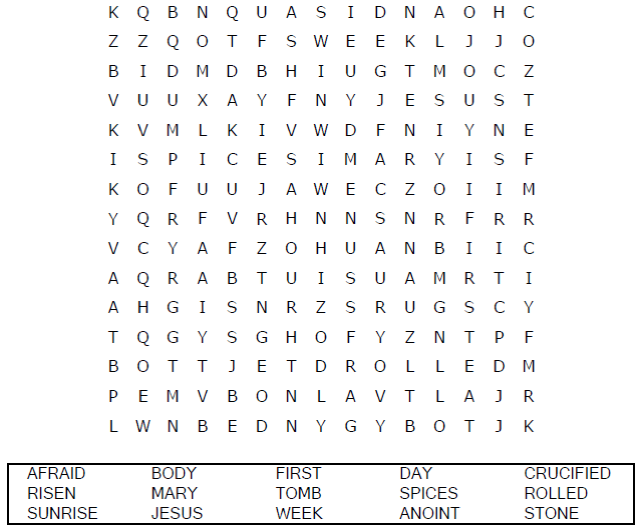 K Q B N Q U A S I D N A O H C
Z Z Q O T F S W E E K L J J O
B I D M D B H I U G T M O C Z
V U U X A Y F N Y J E S U S T
K V M L K I V W D F N I Y N E
I S P I C E S I M A R Y I S F
K O F U U J A W E C Z O I I M
Y Q R F V R H N N S N R F R R
V C Y A F Z O H U A N B I I C
A Q R A B T U I S U A M R T I
A H G I S N R Z S R U G S C Y
T Q G Y S G H O F Y Z N T P F
B O T T J E T D R O L L E D M
P E M V B O N L A V T L A J R
L W N B E D N Y G Y B O T J K
AFRAID BODY FIRST DAY CRUCIFIED
RISEN MARY TOMB SPICES ROLLED
SUNRISE JESUS WEEK ANOINT STONE